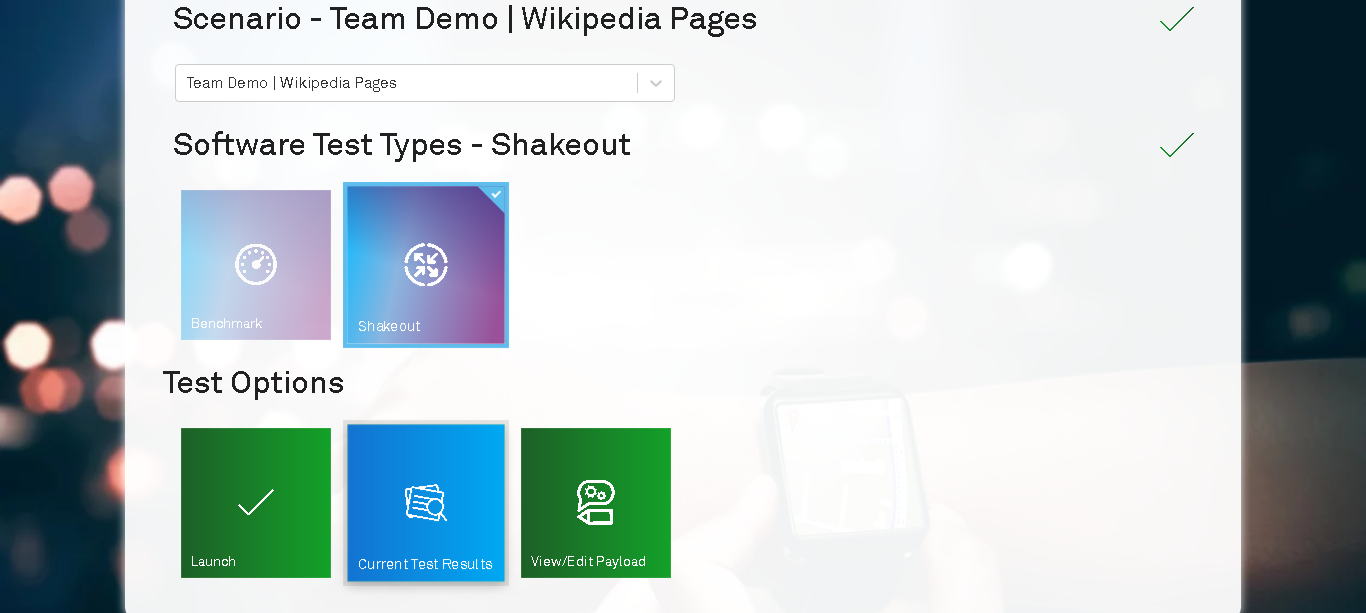 Scenario - Team Demo | Wikipedia Pages
Team Demo | Wikipedia Pages
Software Test Types - Shakeout
Benchmark
Shakeout
Test Options
Launch
Current Test Results
View/Edit Payload